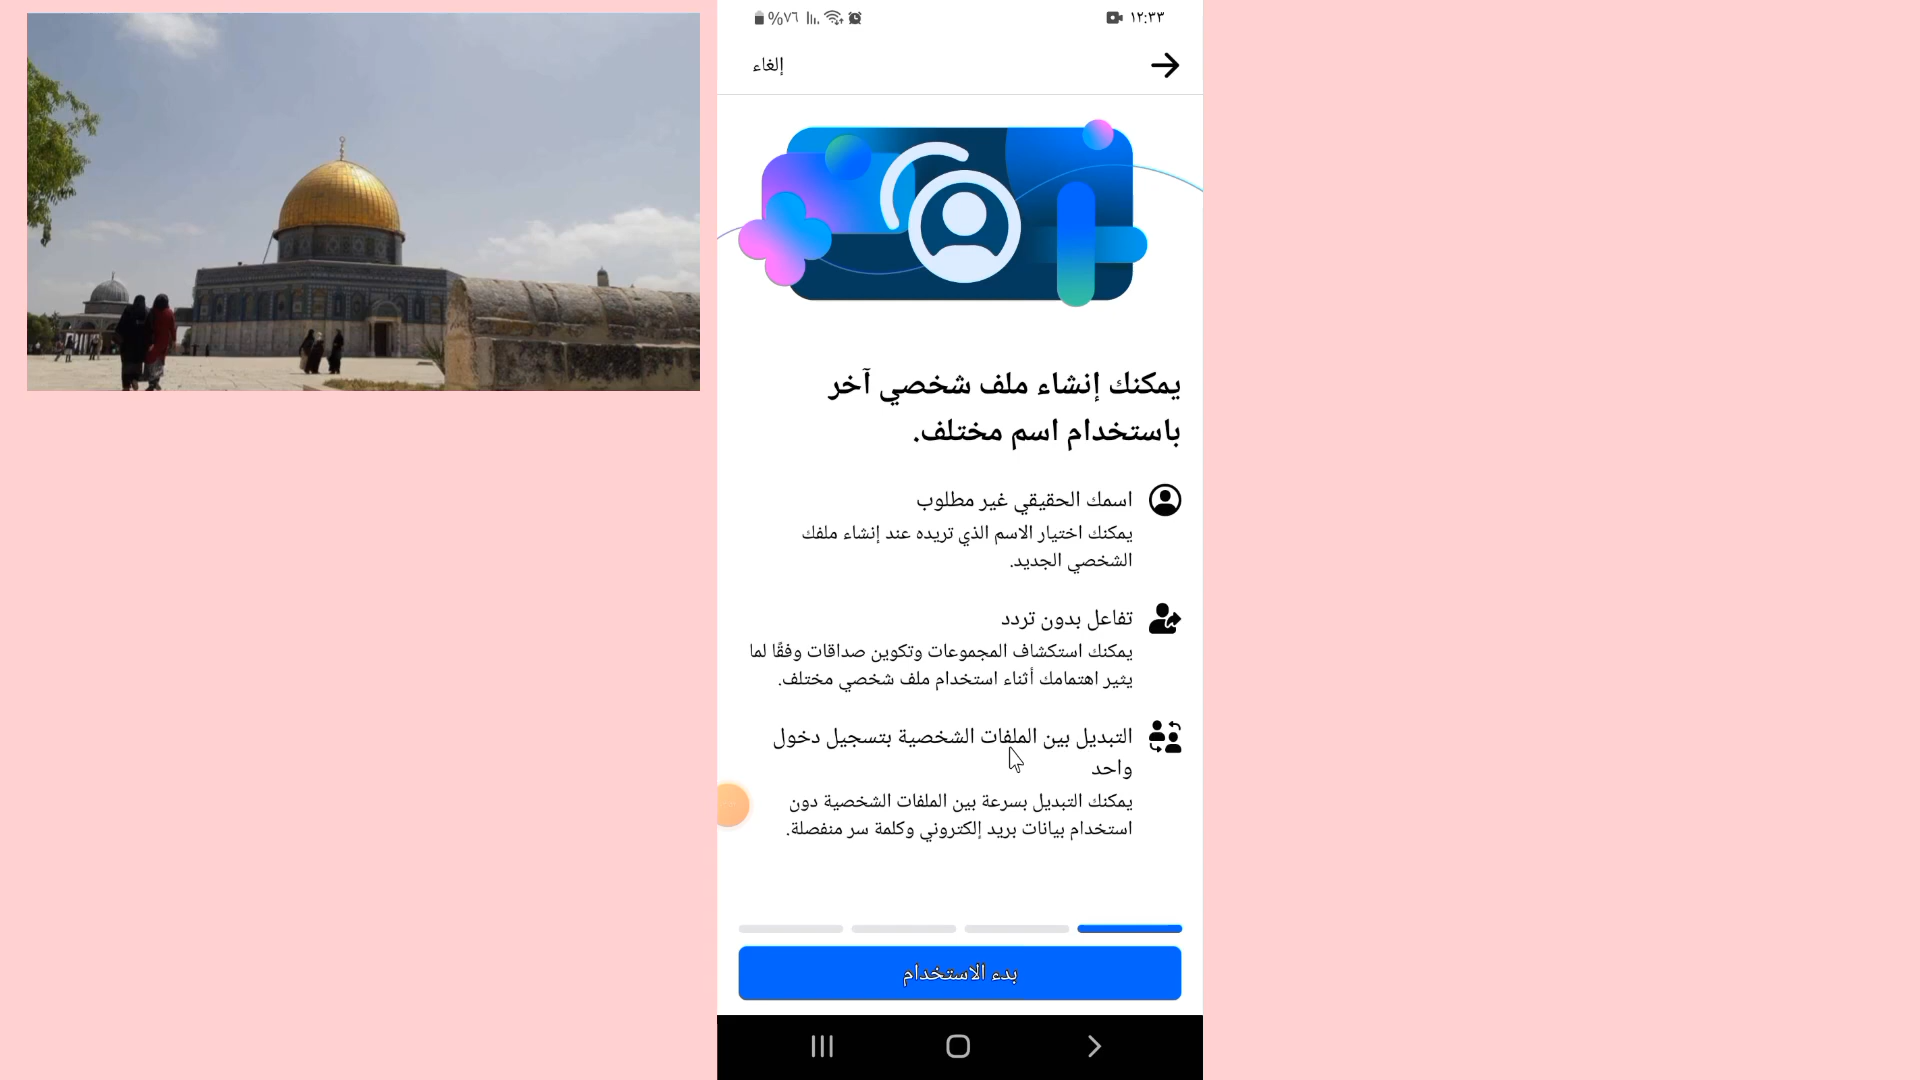 ١٢:٣٣
%٧٦
إلغاء
يمكنك إنشاء ملف شخصي آخر
باستخدام اسم مختلف.
اسمك الحقيقي غير مطلوب
يمكنك اختيار الاسم الذي تريده عند إنشاء ملفك
الشخصي الجديد.
تفاعل بدون تردد
يمكنك استكشاف المجموعات وتكوين صداقات وفقًا لما
يثير اهتمامك أثناء استخدام ملف شخصي مختلف.
التبديل بين الملفات الشخصية بتسجيل دخول
واحد
يمكنك التبديل بسرعة بين الملفات الشخصية دون
استخدام بيانات بريد إلكتروني وكلمة سر منفصلة.
بدء الاستخدام